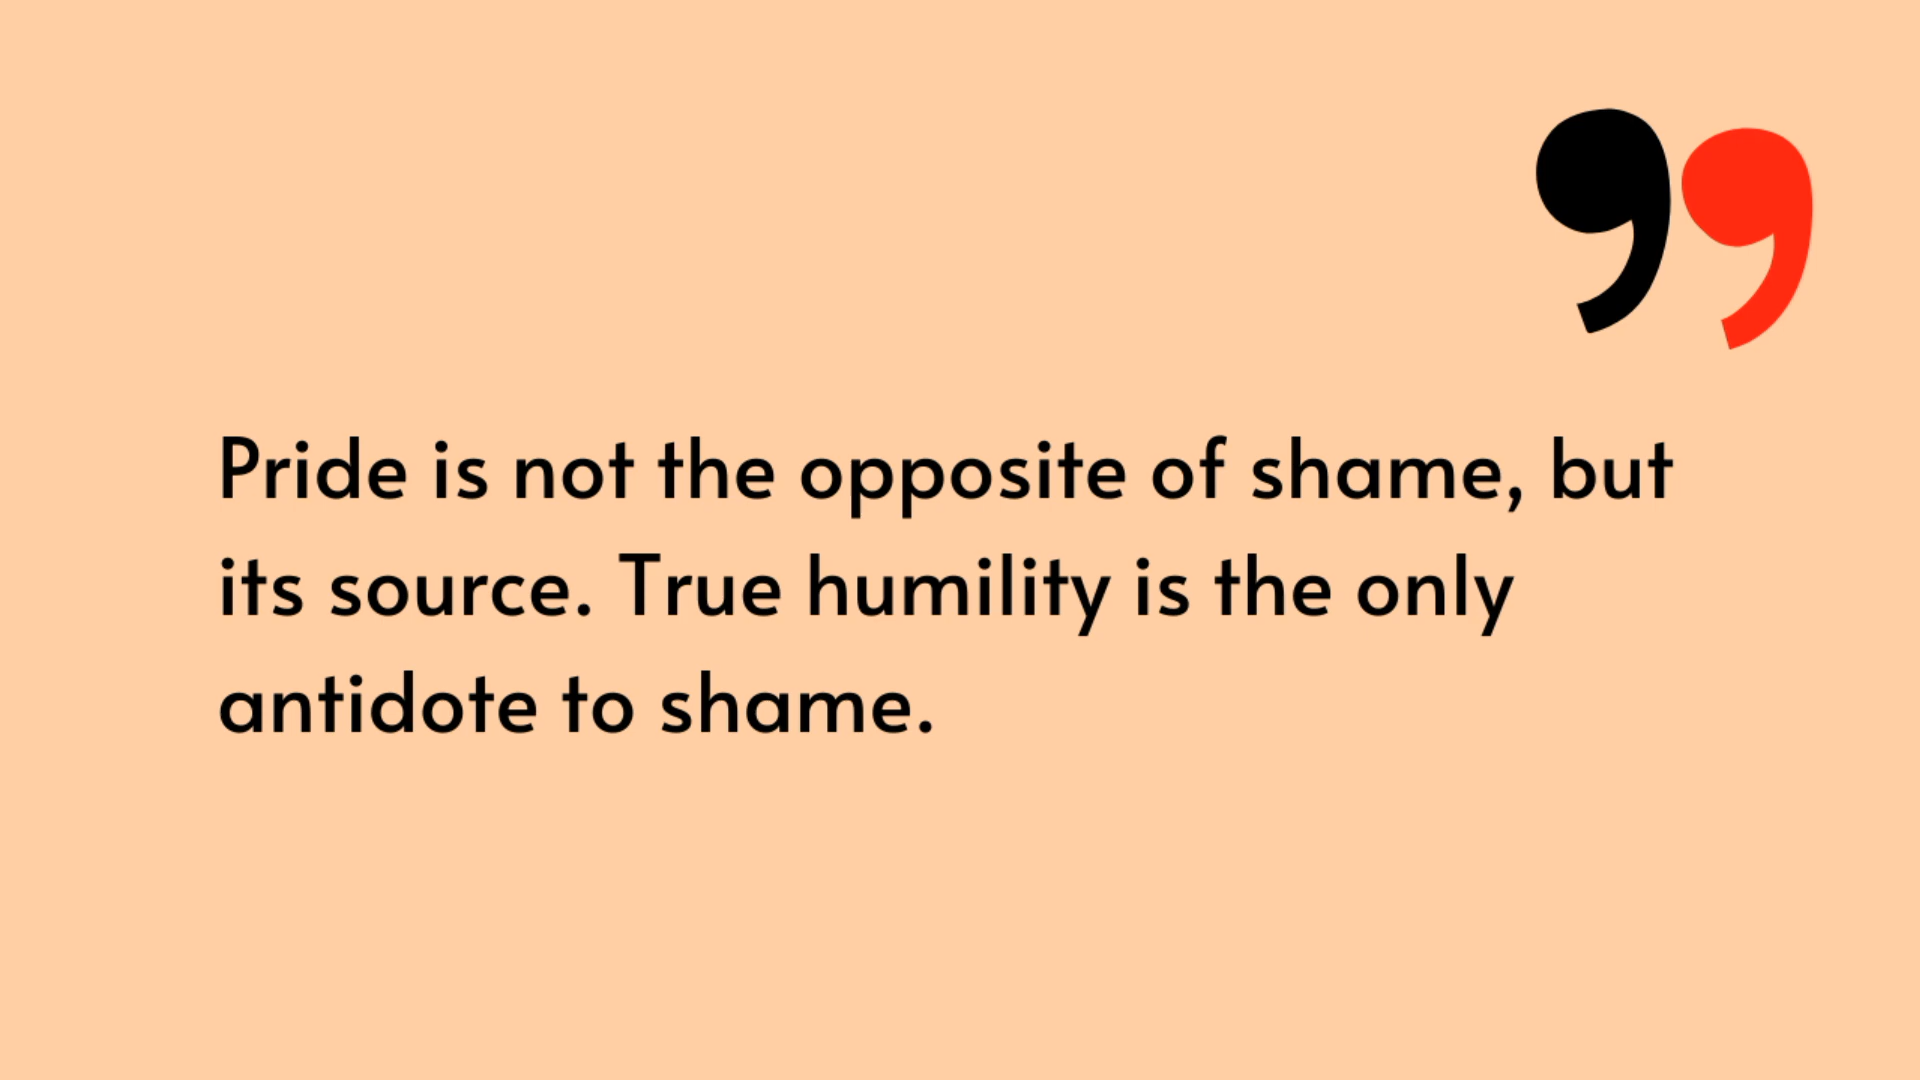 Pride is not the opposite of shame, but
its source. True humility is the only
antidote to shame.